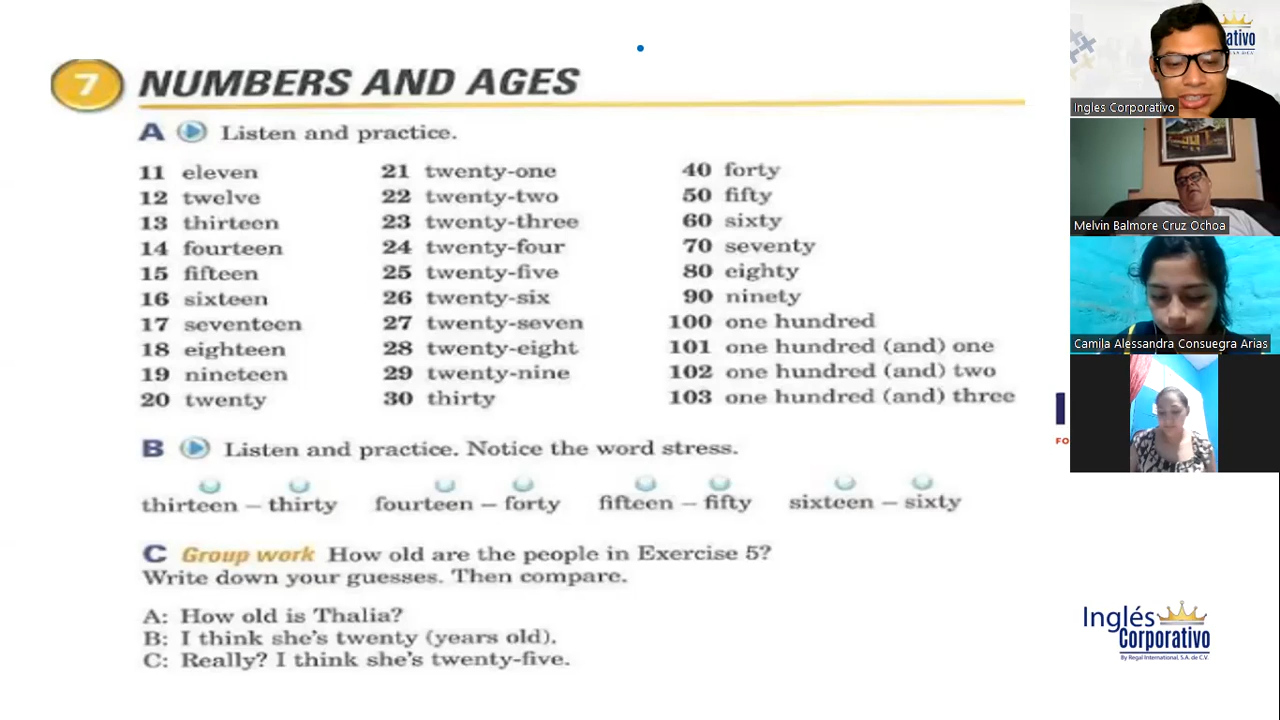 7 NUMBERS AND AGES
A Listen and practice.
11 eleven 21 twenty-one 40 forty
12 twelve 22 twenty-two 50 fifty
13 thirteen 23 twenty-three 60 sixty
14 fourteen 24 twenty-four 70 seventy
15 fifteen 25 twenty-five 80 eighty
16 sixteen 26 twenty-six 90 ninety
17 seventeen 27 twenty-seven 100 one hundred
18 eighteen 28 twenty-eight 101 one hundred (and) one
19 nineteen 29 twenty-nine 102 one hundred (and) two
20 twenty 30 thirty 103 one hundred (and) three
B Listen and practice. Notice the word stress.
thirteen – thirty fourteen – forty fifteen – fifty sixteen – sixty
C Group work How old are the people in Exercise 5?
Write down your guesses. Then compare.
A: How old is Thalia?
B: I think she's twenty (years old).
C: Really? I think she's twenty-five.
Ingles Corporativo
Melvin Balmore Cruz Ochoa
Camila Alessandra Consuegra Arias
Inglés
Corporativo
By Regal International, S.A. de C.V.